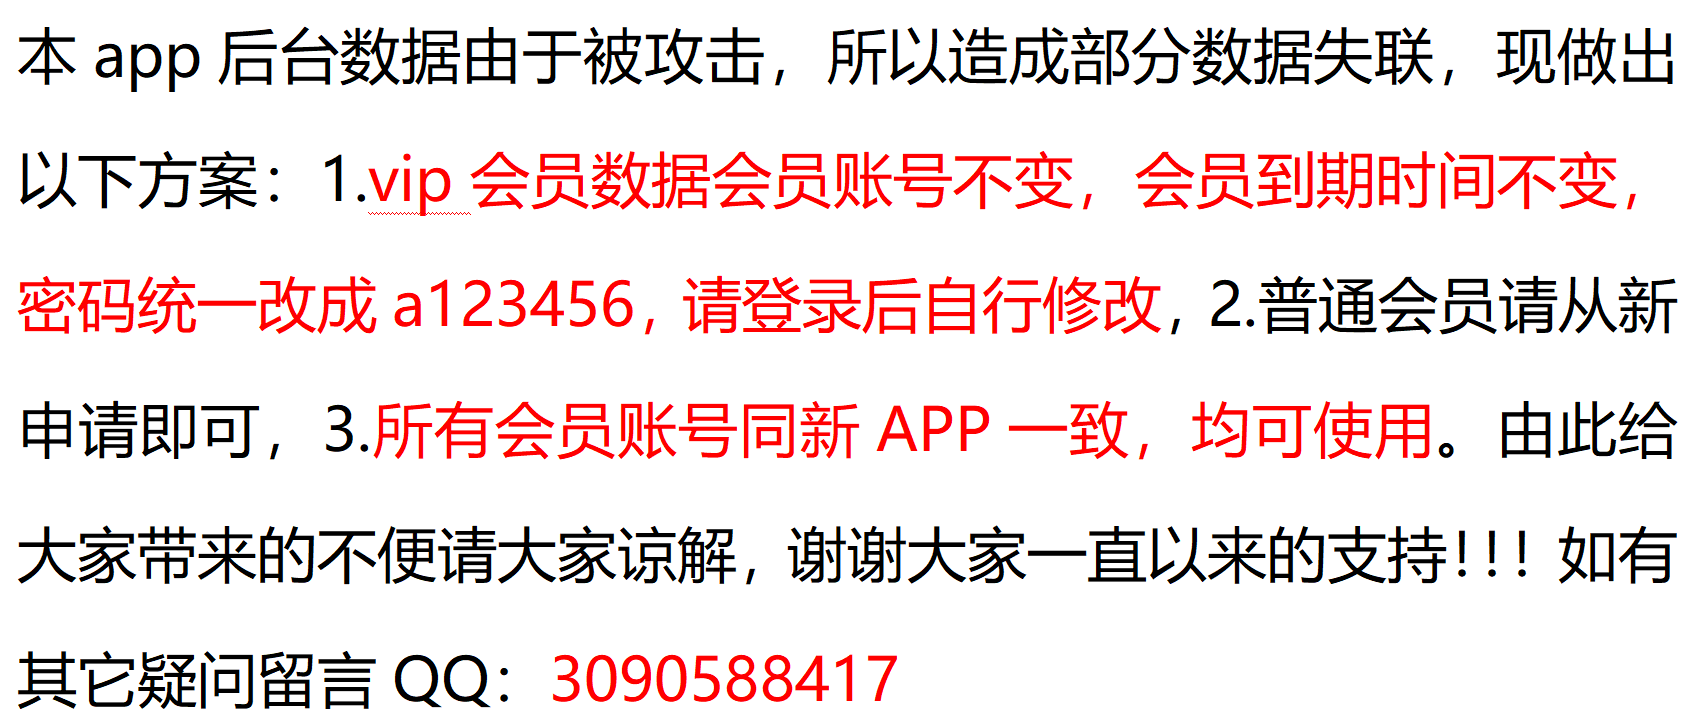 本 app 后台数据由于被攻击，所以造成部分数据失联，现做出
以下方案：1.vip 会员数据会员账号不变，会员到期时间不变，
密码统一改成 a123456，请登录后自行修改，2.普通会员请从新
申请即可，3.所有会员账号同新 APP 一致，均可使用。由此给
大家带来的不便请大家谅解，谢谢大家一直以来的支持！！！如有
其它疑问留言 QQ：3090588417